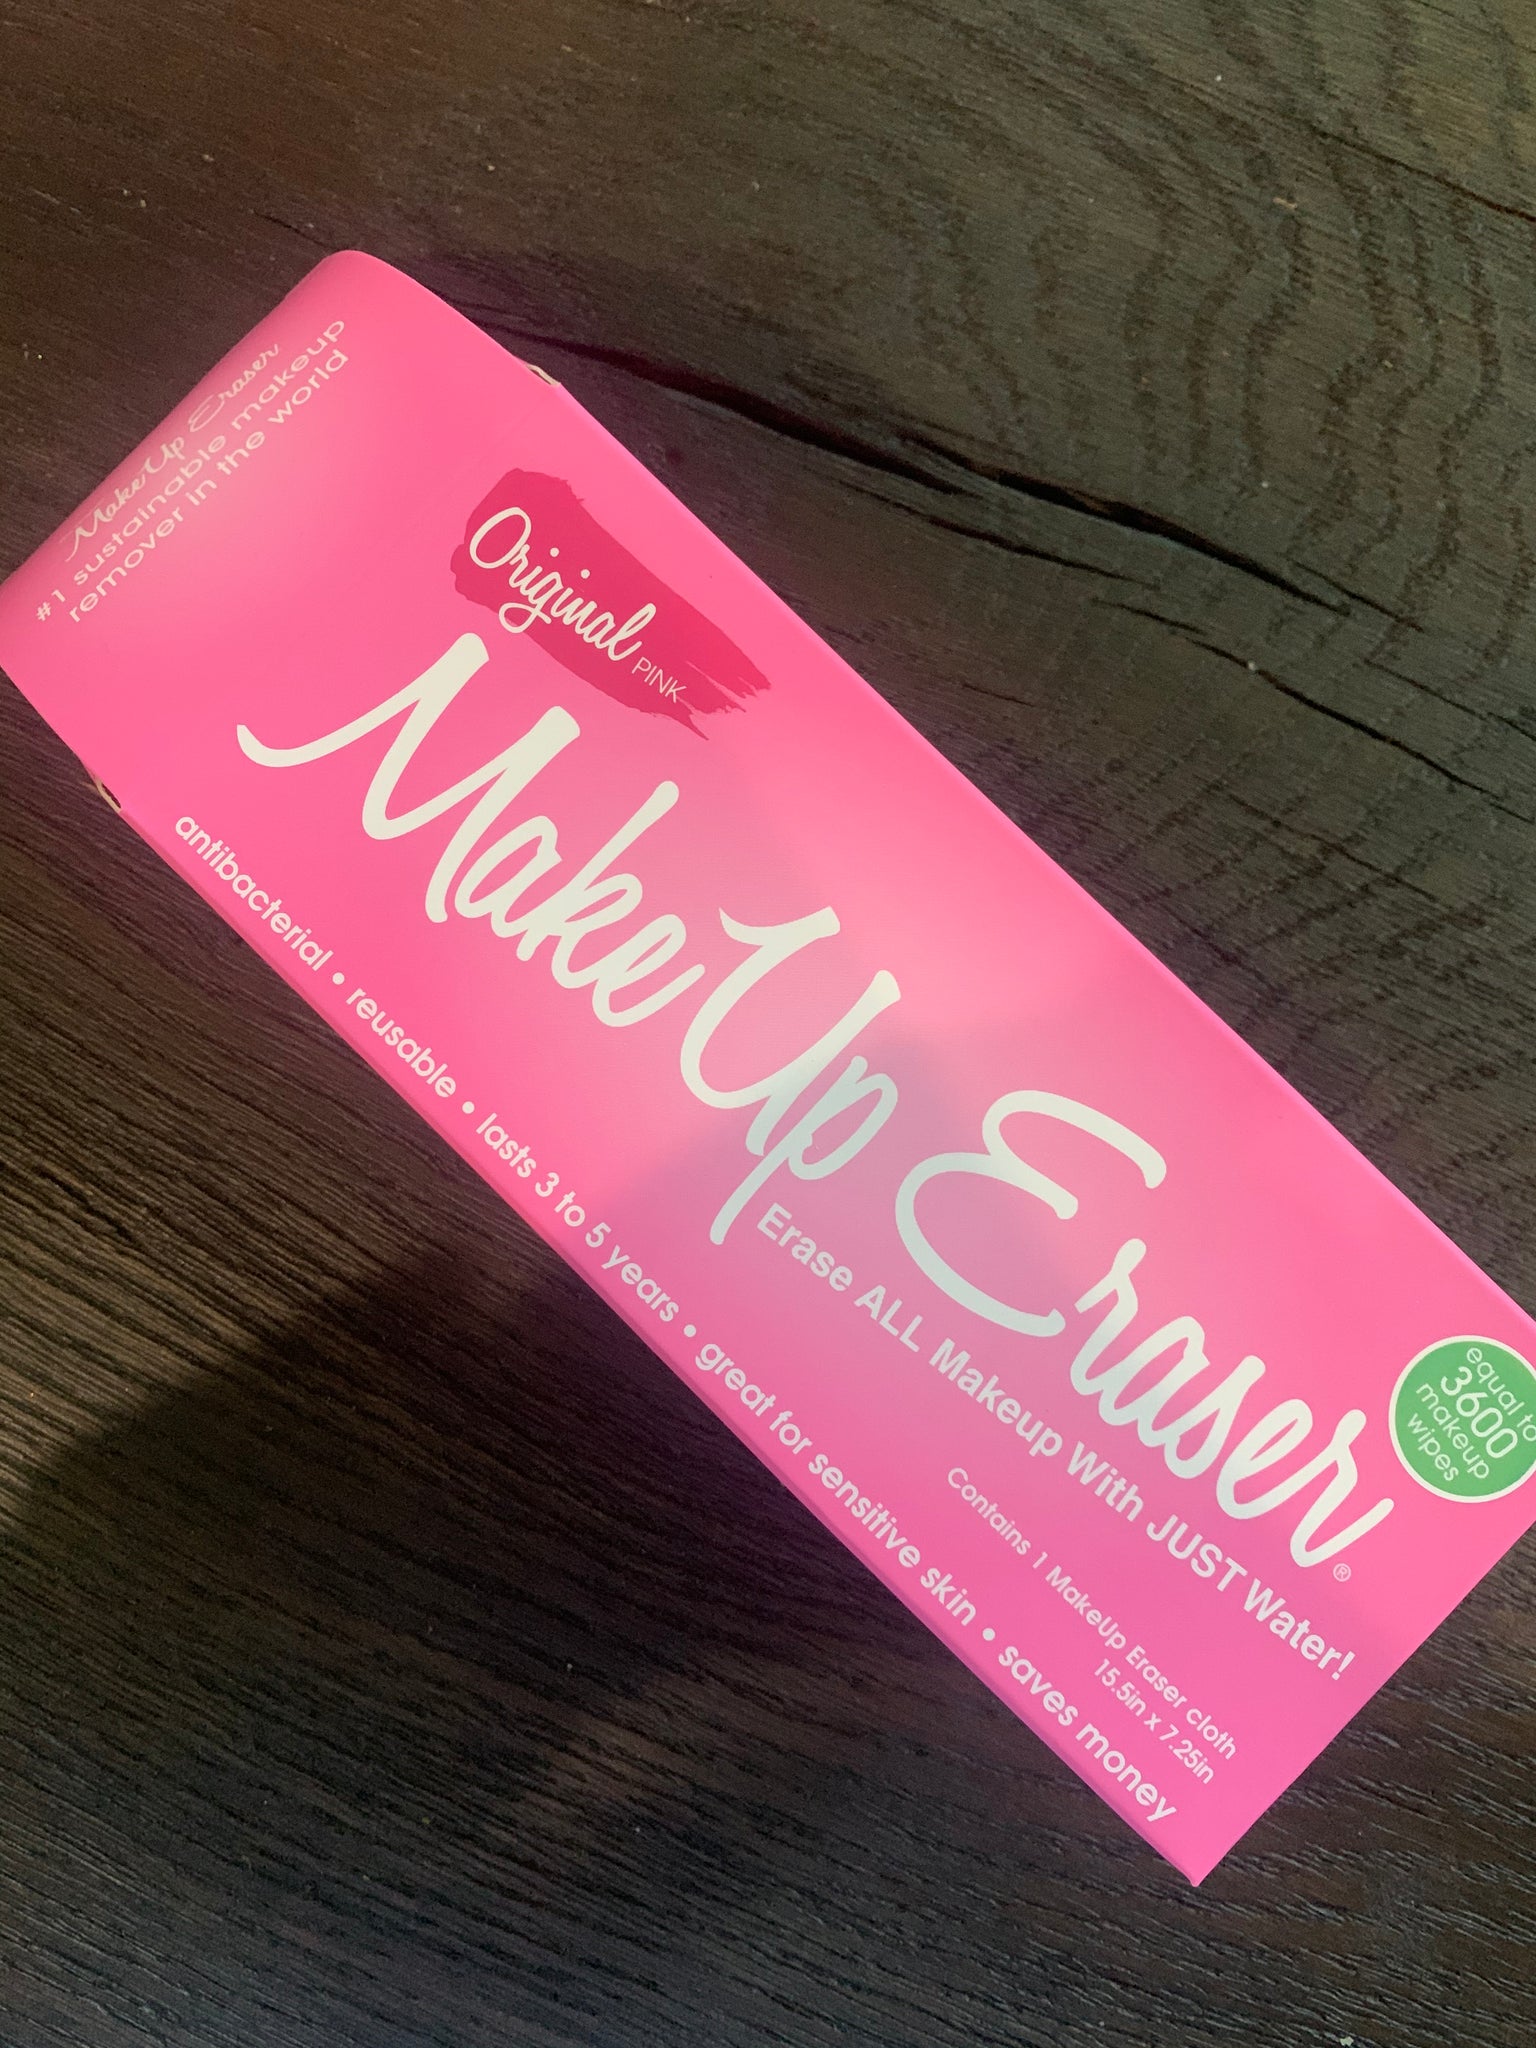 MakeUp Eraser
#1 sustainable makeup
remover in the world
Original PINK
MakeUp Eraser®
Erase ALL Makeup With JUST Water!
equal to
3600
makeup
wipes
Contains 1 MakeUp Eraser cloth
15.5in x 7.25in
antibacterial • reusable • lasts 3 to 5 years • great for sensitive skin • saves money